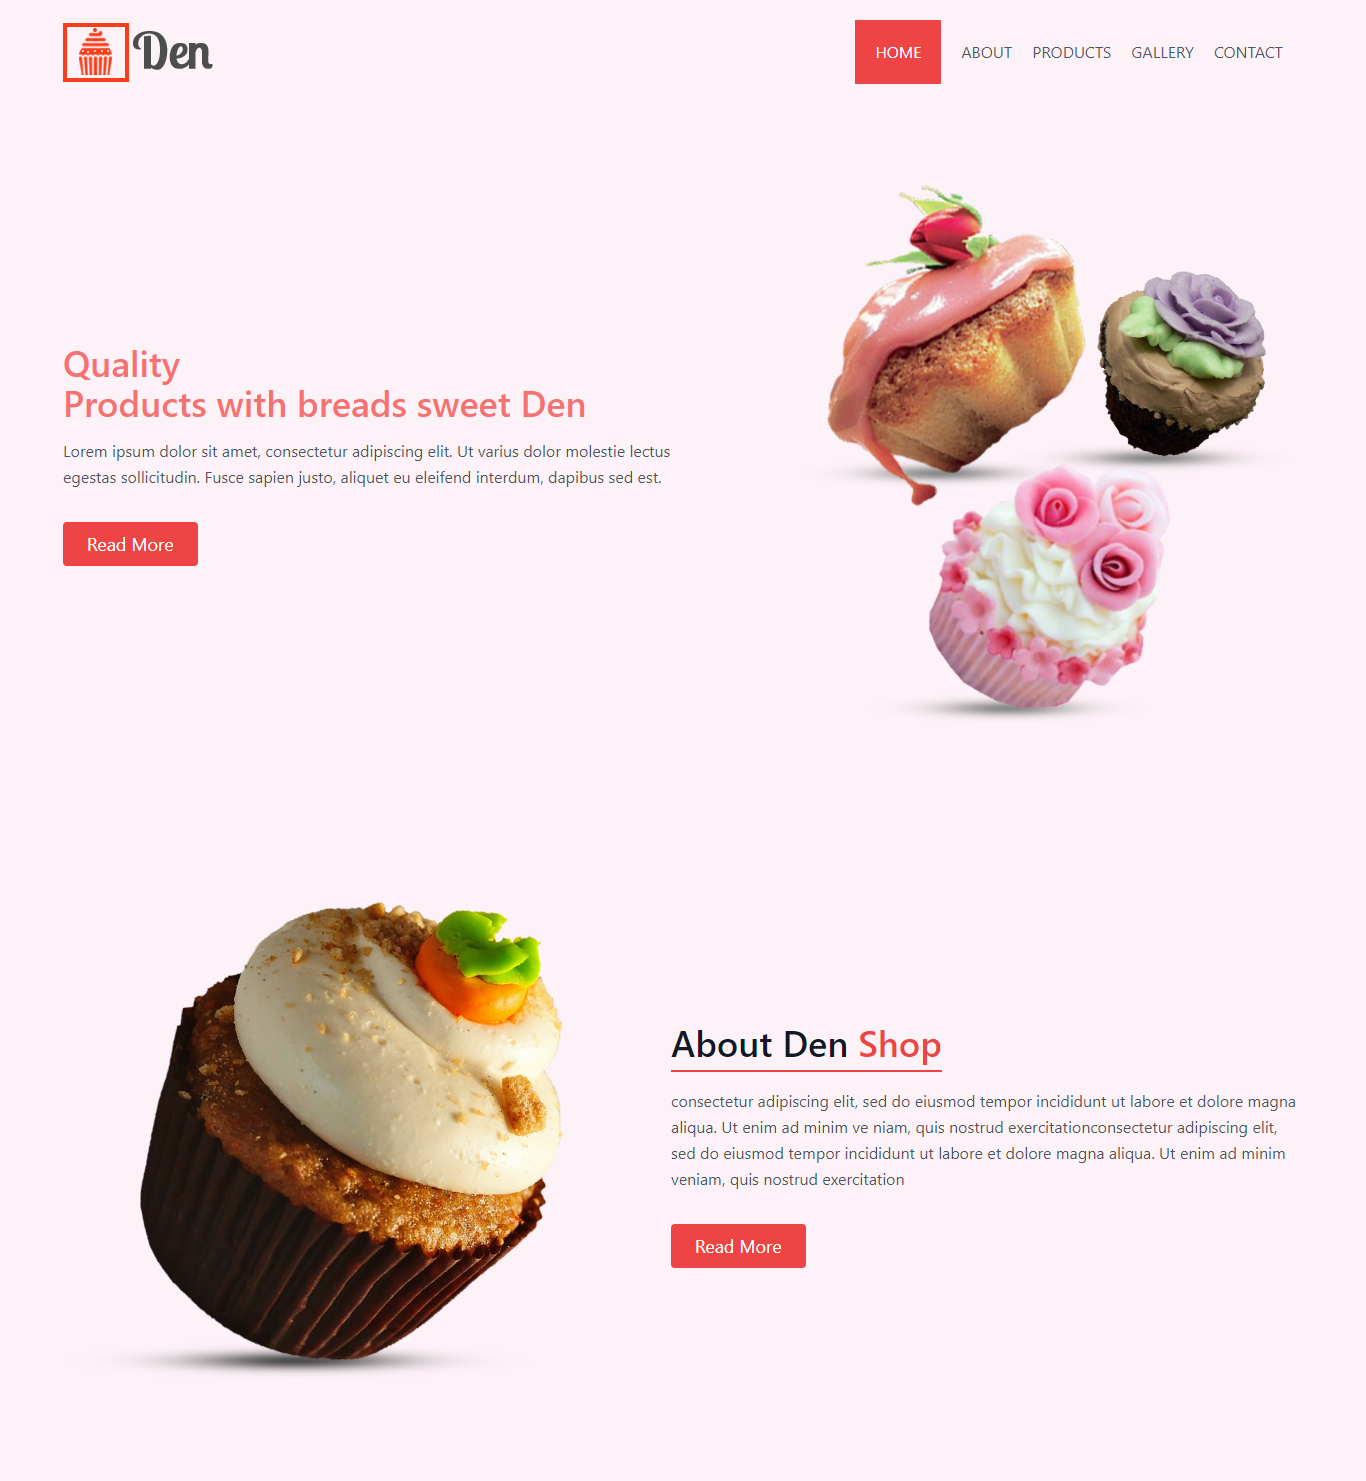 Den
HOME ABOUT PRODUCTS GALLERY CONTACT
Quality
Products with breads sweet Den
Lorem ipsum dolor sit amet, consectetur adipiscing elit. Ut varius dolor molestie lectus
egestas sollicitudin. Fusce sapien justo, aliquet eu eleifend interdum, dapibus sed est.
Read More
About Den Shop
consectetur adipiscing elit, sed do eiusmod tempor incididunt ut labore et dolore magna
aliqua. Ut enim ad minim ve niam, quis nostrud exercitationconsectetur adipiscing elit,
sed do eiusmod tempor incididunt ut labore et dolore magna aliqua. Ut enim ad minim
veniam, quis nostrud exercitation
Read More